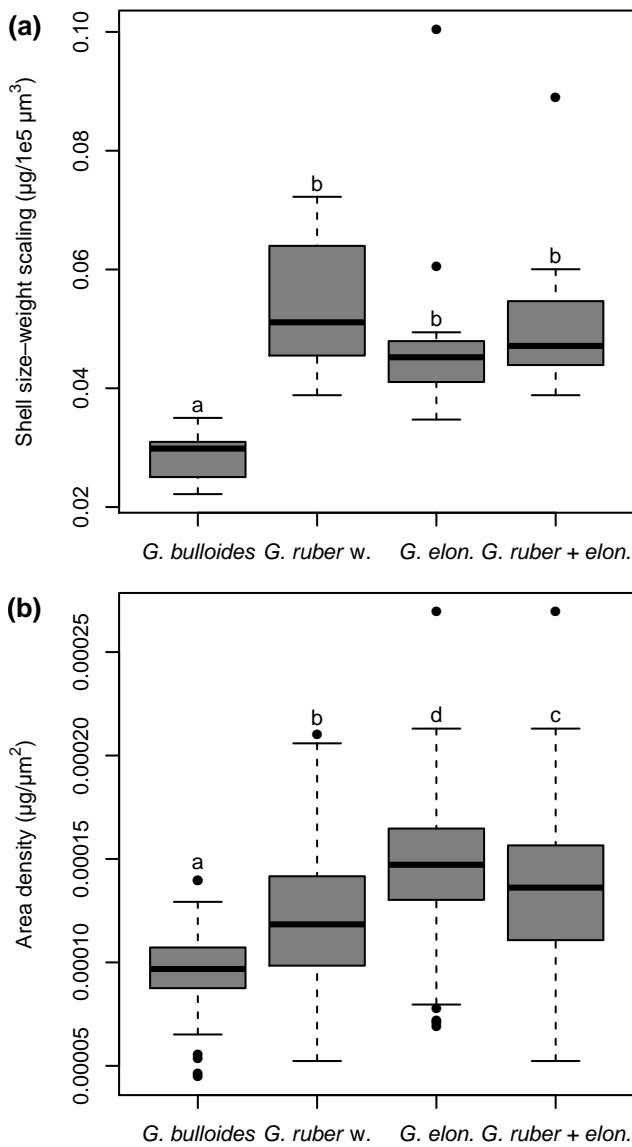 (a)
Shell size–weight scaling (µg/1e5 µm³)
0.10
0.08
0.06
0.04
0.02
a
b
b
b
G. bulloides G. ruber w. G. elon. G. ruber + elon.
(b)
Area density (µg/µm²)
0.00025
0.00020
0.00015
0.00010
0.00005
a
b
d
c
G. bulloides G. ruber w. G. elon. G. ruber + elon.